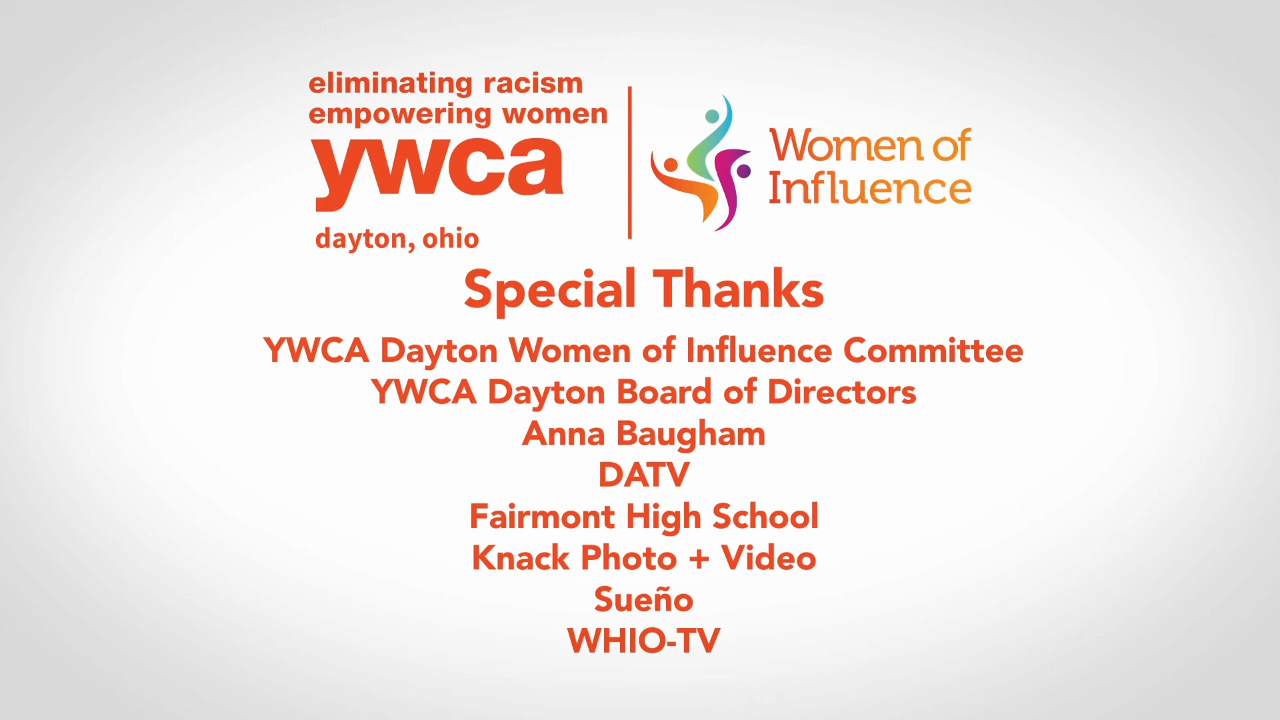 eliminating racism
empowering women
ywca
dayton, ohio
Women of
Influence
Special Thanks
YWCA Dayton Women of Influence Committee
YWCA Dayton Board of Directors
Anna Baugham
DATV
Fairmont High School
Knack Photo + Video
Sueño
WHIO-TV